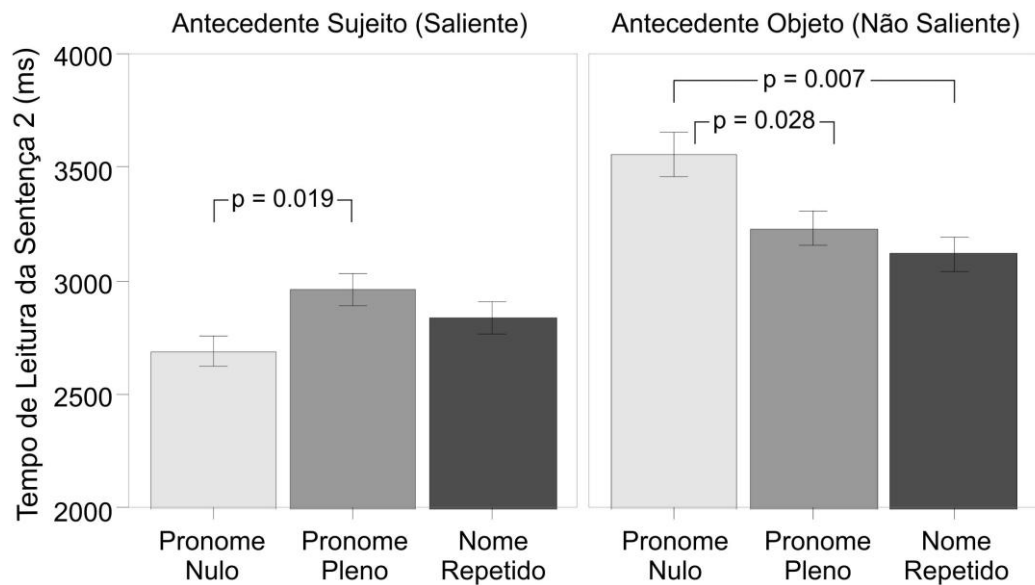 Antecedente Sujeito (Saliente)
Antecedente Objeto (Não Saliente)
Tempo de Leitura da Sentença 2 (ms)
4000
3500
3000
2500
2000
p = 0.019
p = 0.007
p = 0.028
Pronome
Nulo
Pronome
Pleno
Nome
Repetido
Pronome
Nulo
Pronome
Pleno
Nome
Repetido